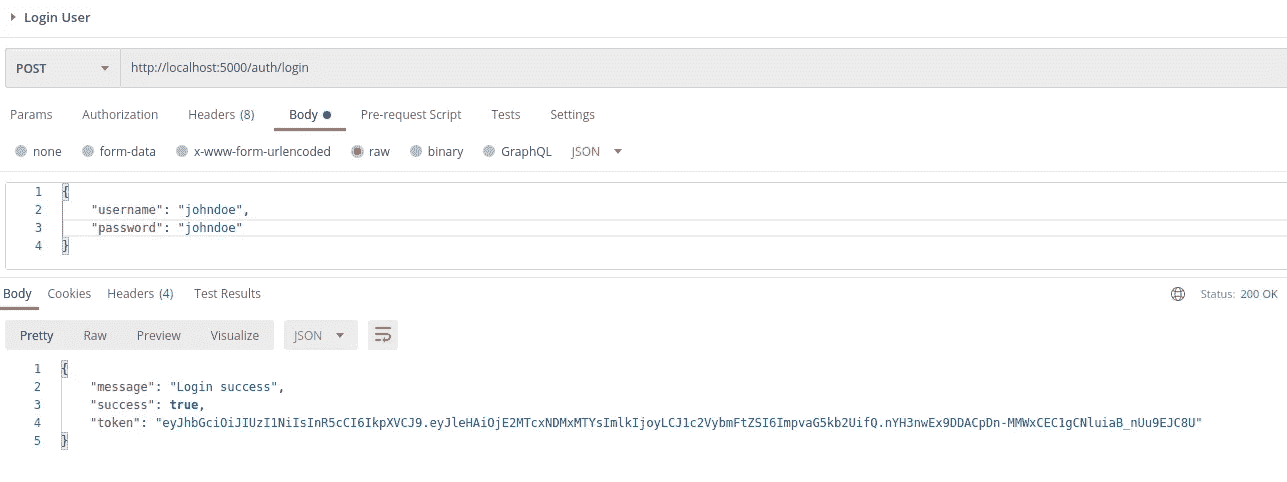 Login User
POST http://localhost:5000/auth/login
Params Authorization Headers (8) Body Pre-request Script Tests Settings
none form-data x-www-form-urlencoded raw binary GraphQL JSON
1 {
2 "username": "johndoe",
3 "password": "johndoe"
4 }
Body Cookies Headers (4) Test Results Status: 200 OK
Pretty Raw Preview Visualize JSON
1 {
2 "message": "Login success",
3 "success": true,
4 "token": "eyJhbGciOiJIUzI1NiIsInR5cCI6IkpXVCJ9.eyJleHAiOjE2MTcxNDMxMTYsImlkIjoyLCJ1c2VybmFtZSI6ImpvaG5kb2UifQ.nYH3nwEx9DDACpDn-MMWxCEC1gCNluiaB_nUu9EJC8U"
5 }